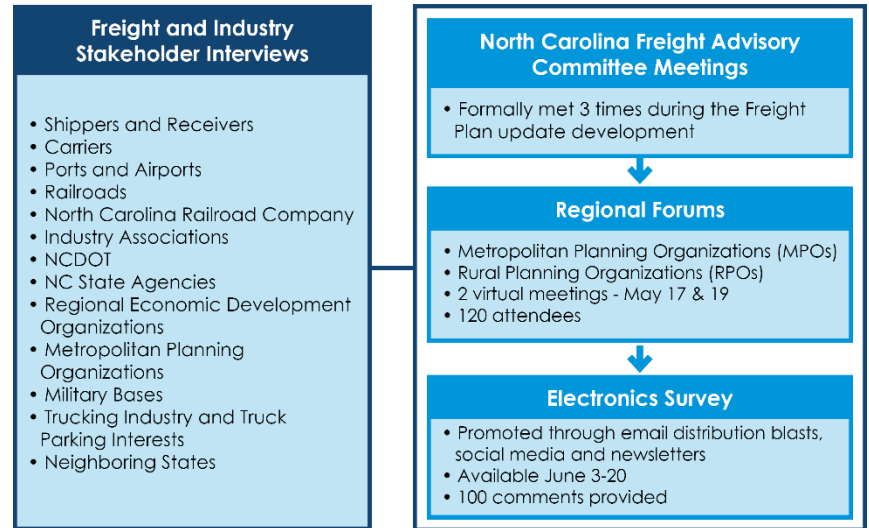 Freight and Industry
Stakeholder Interviews
• Shippers and Receivers
• Carriers
• Ports and Airports
• Railroads
• North Carolina Railroad Company
• Industry Associations
• NCDOT
• NC State Agencies
• Regional Economic Development
Organizations
• Metropolitan Planning
Organizations
• Military Bases
• Trucking Industry and Truck
Parking Interests
• Neighboring States
North Carolina Freight Advisory
Committee Meetings
• Formally met 3 times during the Freight
Plan update development
Regional Forums
• Metropolitan Planning Organizations (MPOs)
• Rural Planning Organizations (RPOs)
• 2 virtual meetings - May 17 & 19
• 120 attendees
Electronics Survey
• Promoted through email distribution blasts,
social media and newsletters
• Available June 3-20
• 100 comments provided